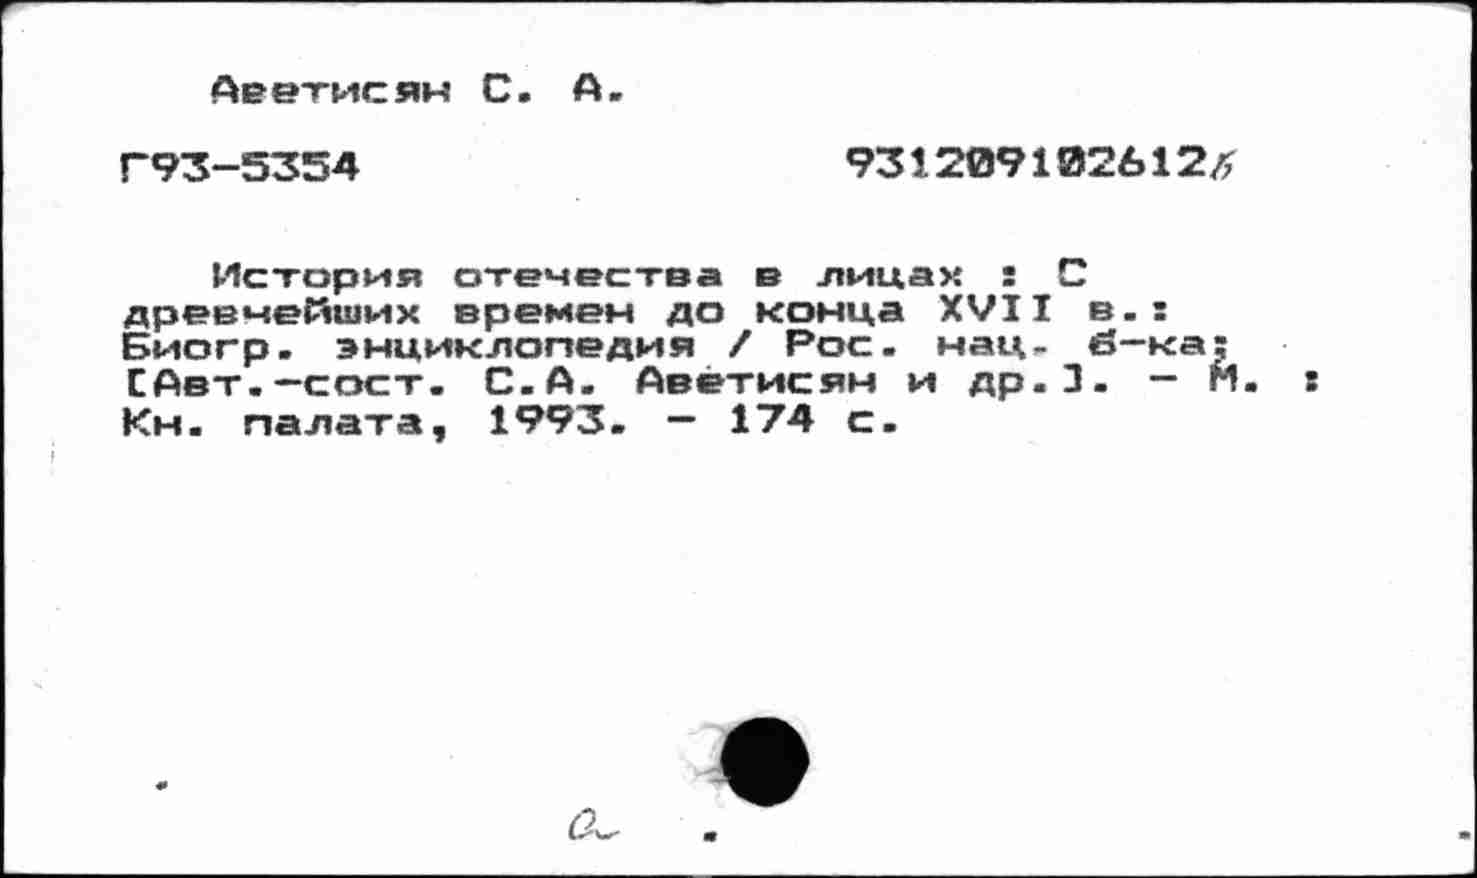 Аветисян С. А.
Г93-5354 931209102612б
История отечества в лицах : С
древнейших времен до конца XVII в.:
Биогр. энциклопедия / Рос. нац. б-ка;
[Авт.-сост. С.А. Аветисян и др.]. - М. :
Кн. палата, 1993. - 174 с.
а